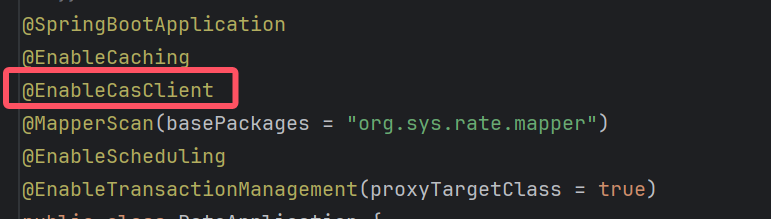 @SpringBootApplication
@EnableCaching
@EnableCasClient
@MapperScan(basePackages = "org.sys.rate.mapper")
@EnableScheduling
@EnableTransactionManagement(proxyTargetClass = true)
public class RateApplication {